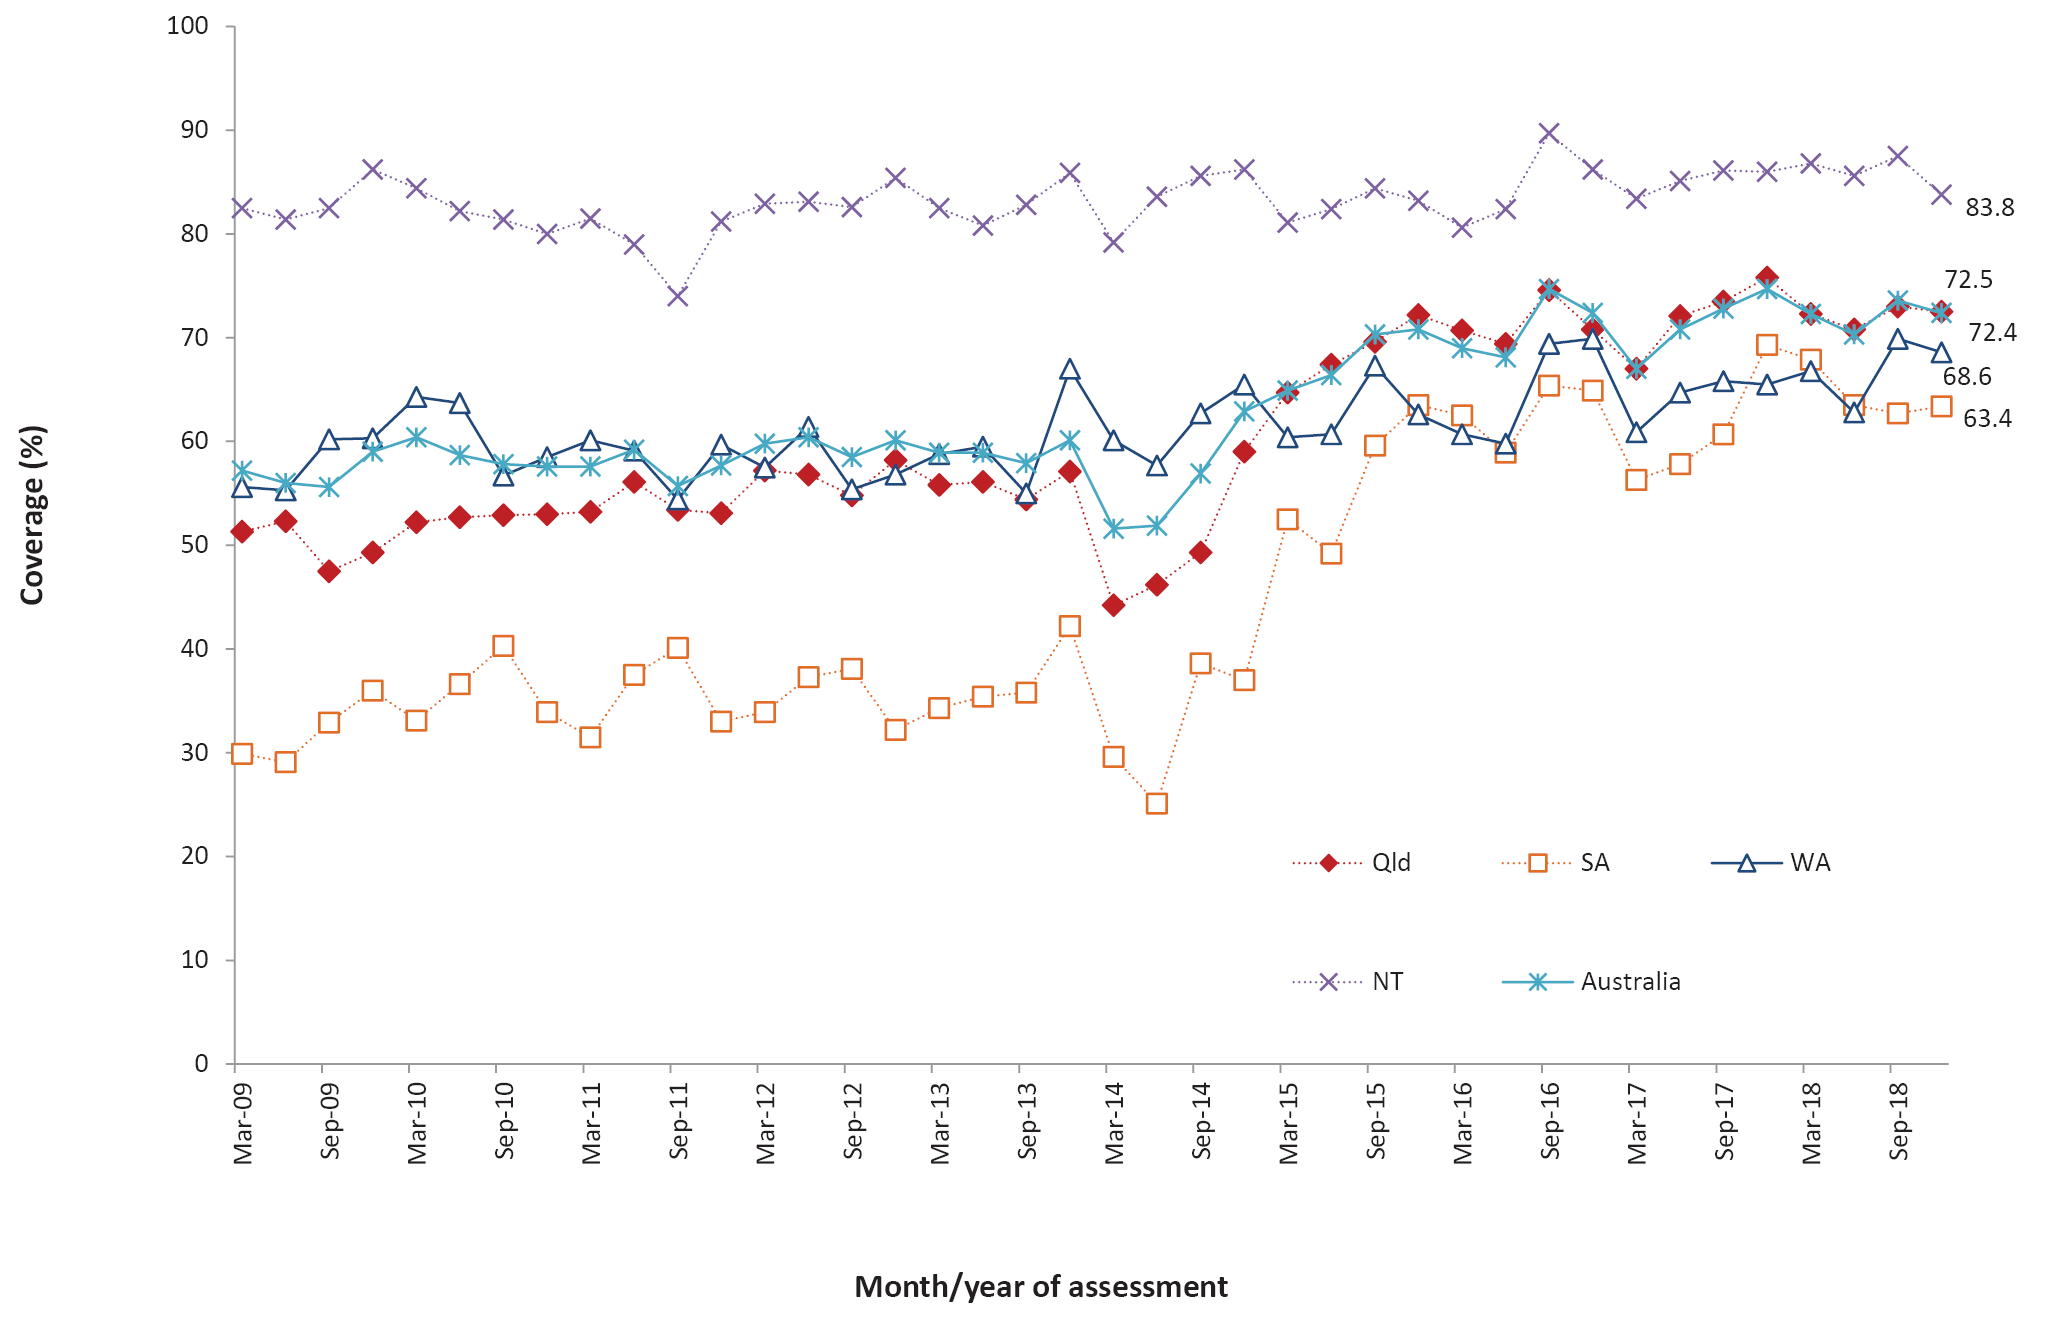 100
90
80
70
60
50
40
30
20
10
0
Coverage (%)
83.8
72.5
72.4
68.6
63.4
Qld
SA
WA
NT
Australia
Mar-09
Sep-09
Mar-10
Sep-10
Mar-11
Sep-11
Mar-12
Sep-12
Mar-13
Sep-13
Mar-14
Sep-14
Mar-15
Sep-15
Mar-16
Sep-16
Mar-17
Sep-17
Mar-18
Sep-18
Month/year of assessment